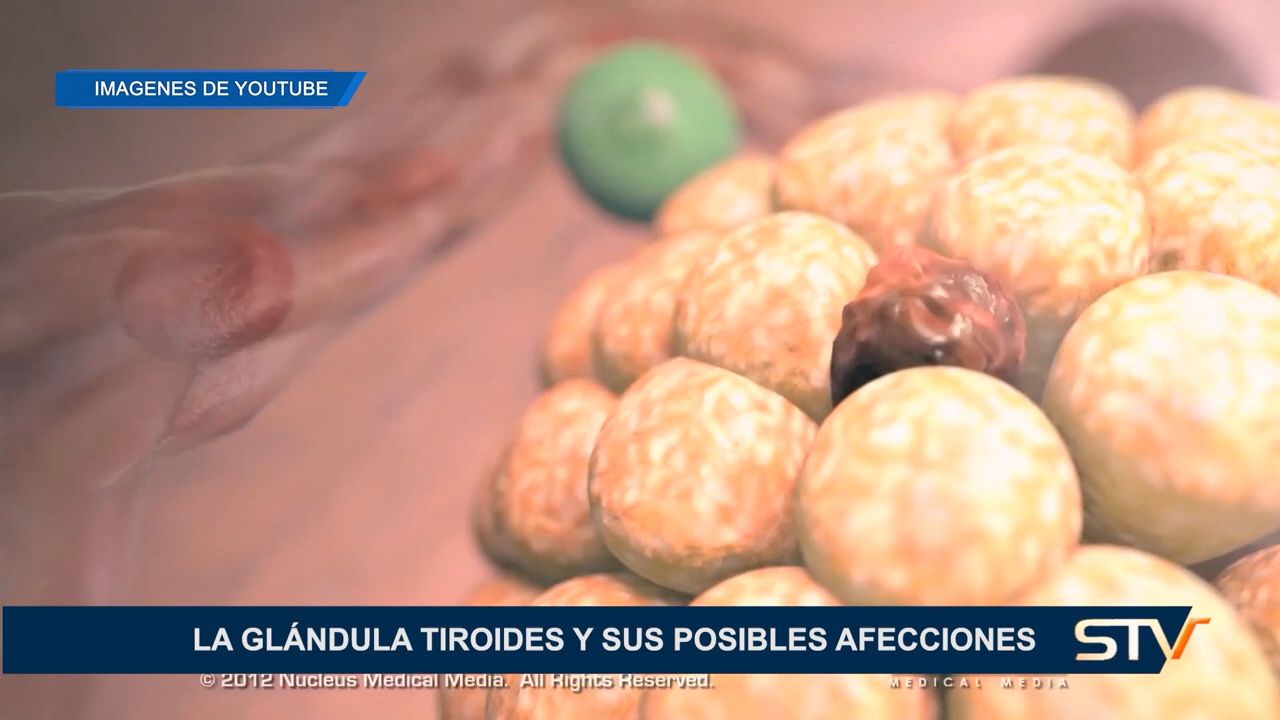 IMAGENES DE YOUTUBE
LA GLÁNDULA TIROIDES Y SUS POSIBLES AFECCIONES
STV
© 2012 Nucleus Medical Media. All Rights Reserved.
MEDICAL MEDIA